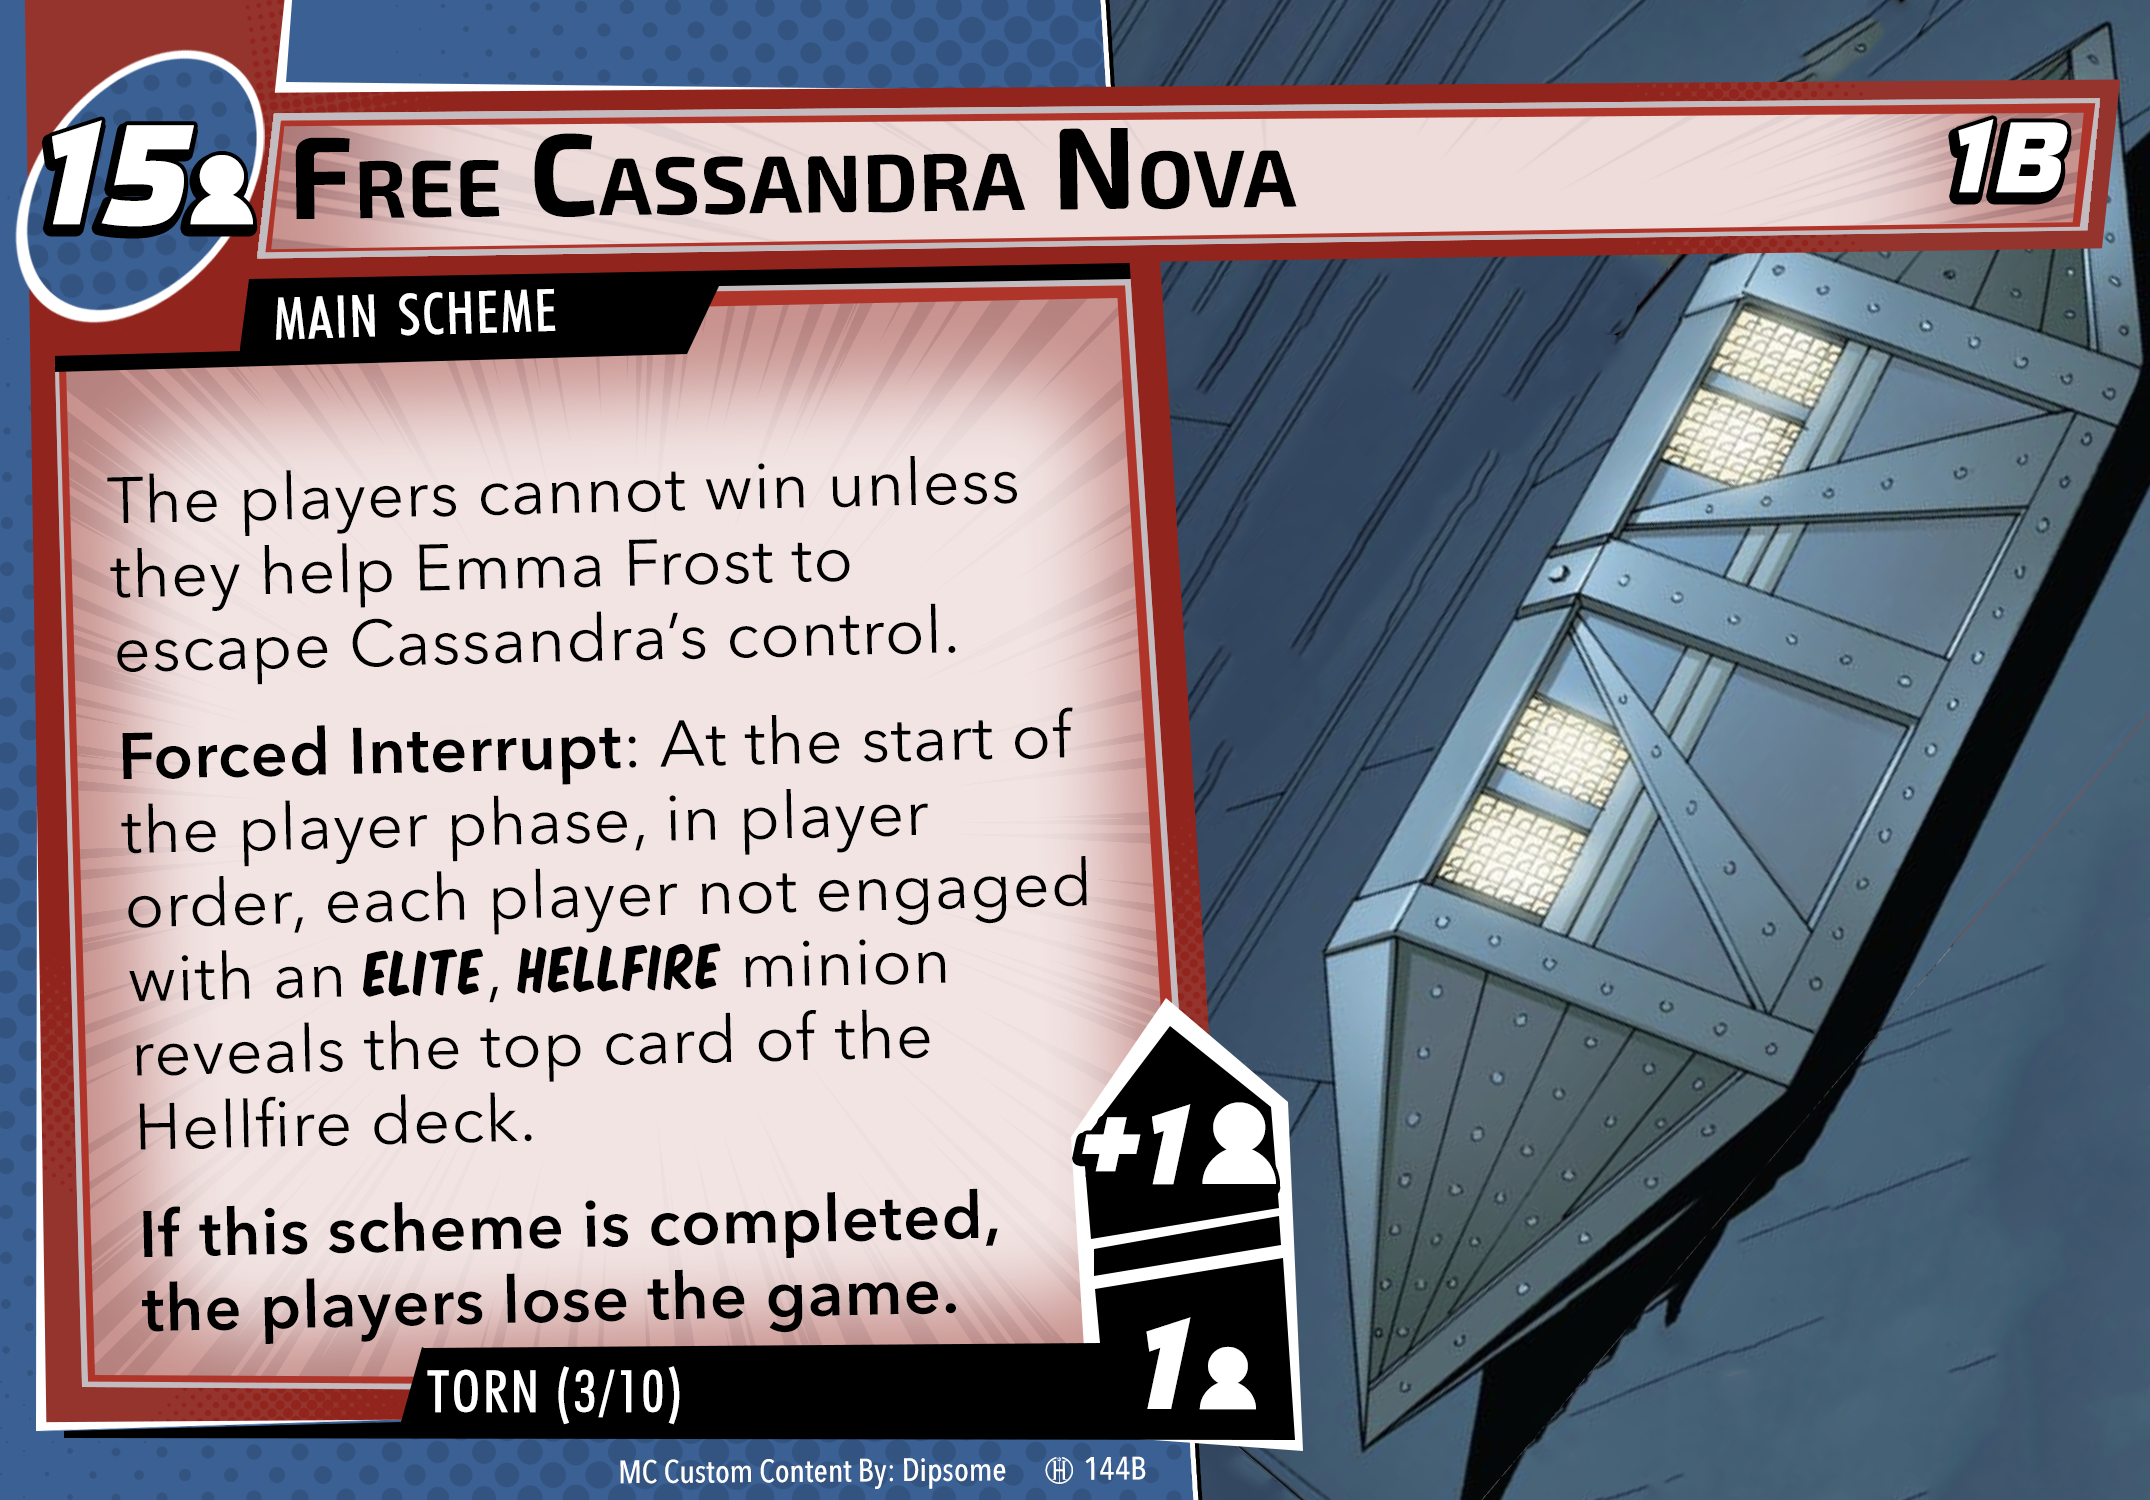 15
FREE CASSANDRA NOVA
1B
MAIN SCHEME
The players cannot win unless
they help Emma Frost to
escape Cassandra's control.
Forced Interrupt: At the start of
the player phase, in player
order, each player not engaged
with an ELITE, HELLFIRE minion
reveals the top card of the
Hellfire deck.
If this scheme is completed,
the players lose the game.
+1
1
TORN (3/10)
MC Custom Content By: Dipsome H 144B